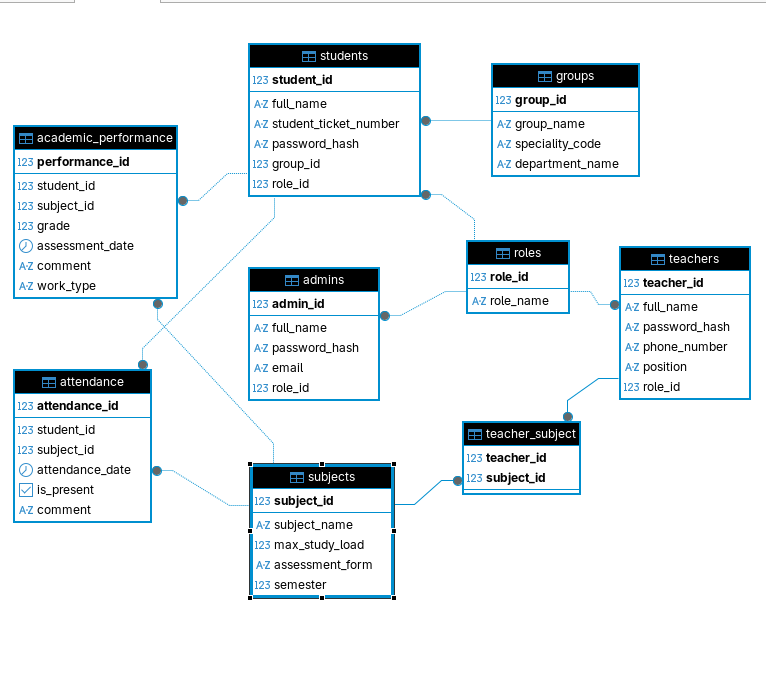 students
123 student_id
A-Z full_name
A-Z student_ticket_number
A-Z password_hash
123 group_id
123 role_id
groups
123 group_id
A-Z group_name
A-Z speciality_code
A-Z department_name
academic_performance
123 performance_id
123 student_id
123 subject_id
123 grade
assessment_date
A-Z comment
A-Z work_type
roles
123 role_id
A-Z role_name
teachers
123 teacher_id
A-Z full_name
A-Z password_hash
A-Z phone_number
A-Z position
123 role_id
admins
123 admin_id
A-Z full_name
A-Z password_hash
A-Z email
123 role_id
attendance
123 attendance_id
123 student_id
123 subject_id
attendance_date
is_present
A-Z comment
teacher_subject
123 teacher_id
123 subject_id
subjects
123 subject_id
A-Z subject_name
123 max_study_load
A-Z assessment_form
123 semester